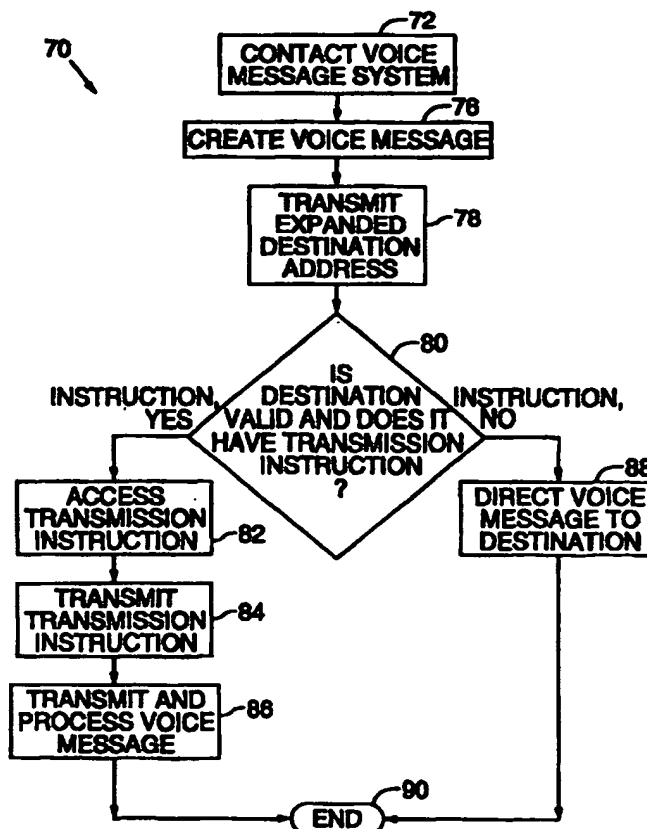 70
72
CONTACT VOICE
MESSAGE SYSTEM
76
CREATE VOICE MESSAGE
TRANSMIT
EXPANDED
DESTINATION
ADDRESS
78
80
IS
DESTINATION
VALID AND DOES IT
HAVE TRANSMISSION
INSTRUCTION
?
INSTRUCTION,
YES
INSTRUCTION,
NO
ACCESS
TRANSMISSION
INSTRUCTION
82
88
DIRECT VOICE
MESSAGE TO
DESTINATION
TRANSMIT
TRANSMISSION
INSTRUCTION
84
TRANSMIT AND
PROCESS VOICE
MESSAGE
86
90
END